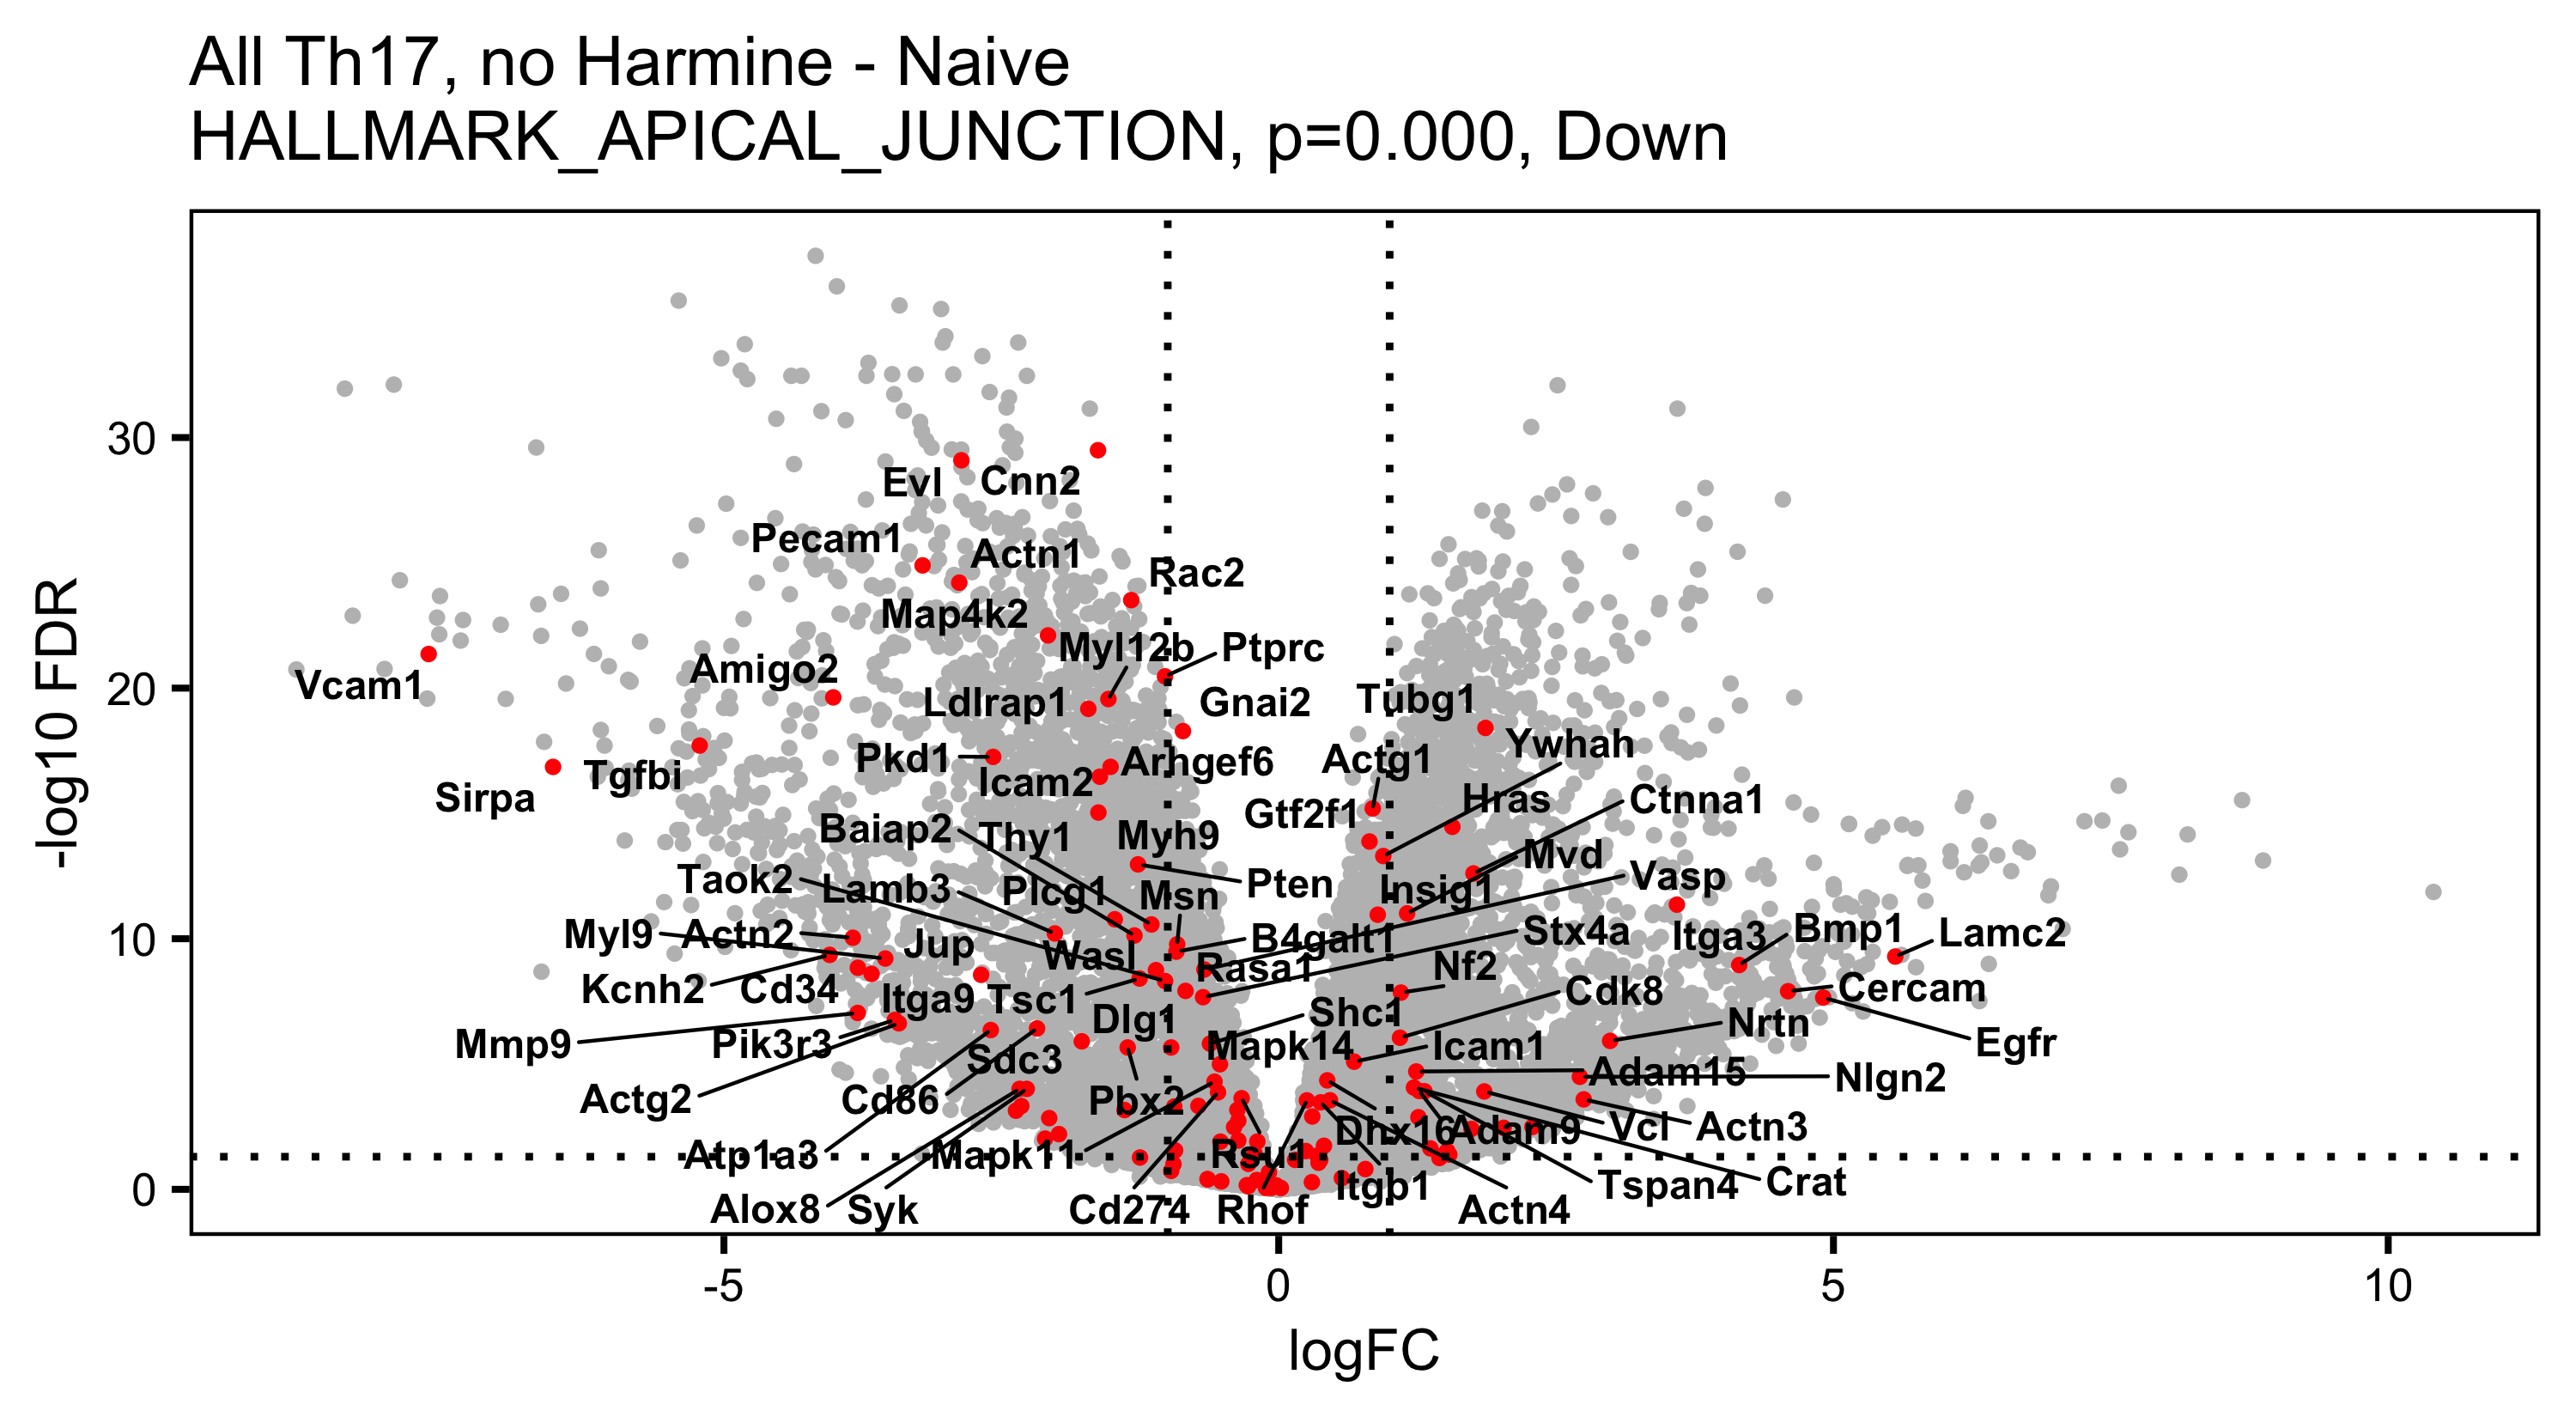 All Th17, no Harmine - Naive
HALLMARK_APICAL_JUNCTION, p=0.000, Down
-log10 FDR
30
20
10
0
Evl Cnn2
Pecam1
Actn1
Rac2
Map4k2
Myl12b Ptprc
Vcam1 Amigo2
Ldlrap1 Gnai2 Tubg1
Pkd1 Arhgef6 Actg1 Ywhah
Sirpa Tgfbi Icam2
Gtf2f1 Hras Ctnna1
Baiap2 Thy1 Myh9
Mvd
Taok2 Lamb3 Plcg1 Msn Pten Insig1 Vasp
Myl9 Actn2 Jup Wasl B4galt1 Stx4a Itga3 Bmp1 Lamc2
Kcnh2 Cd34 Itga9 Tsc1 Rasa1 Nf2 Cdk8 Cercam
Dlg1 Shc1 Nrtn
Mmp9 Pik3r3 Sdc3 Mapk14 Icam1 Egfr
Adam15 Nlgn2
Actg2 Cd86 Pbx2
Dhx16 Adam9 Vcl Actn3
Atp1a3 Mapk11 Rsu1
Itgb1 Tspan4 Crat
Alox8 Syk Cd274 Rhof Actn4
-5 0 5 10
logFC